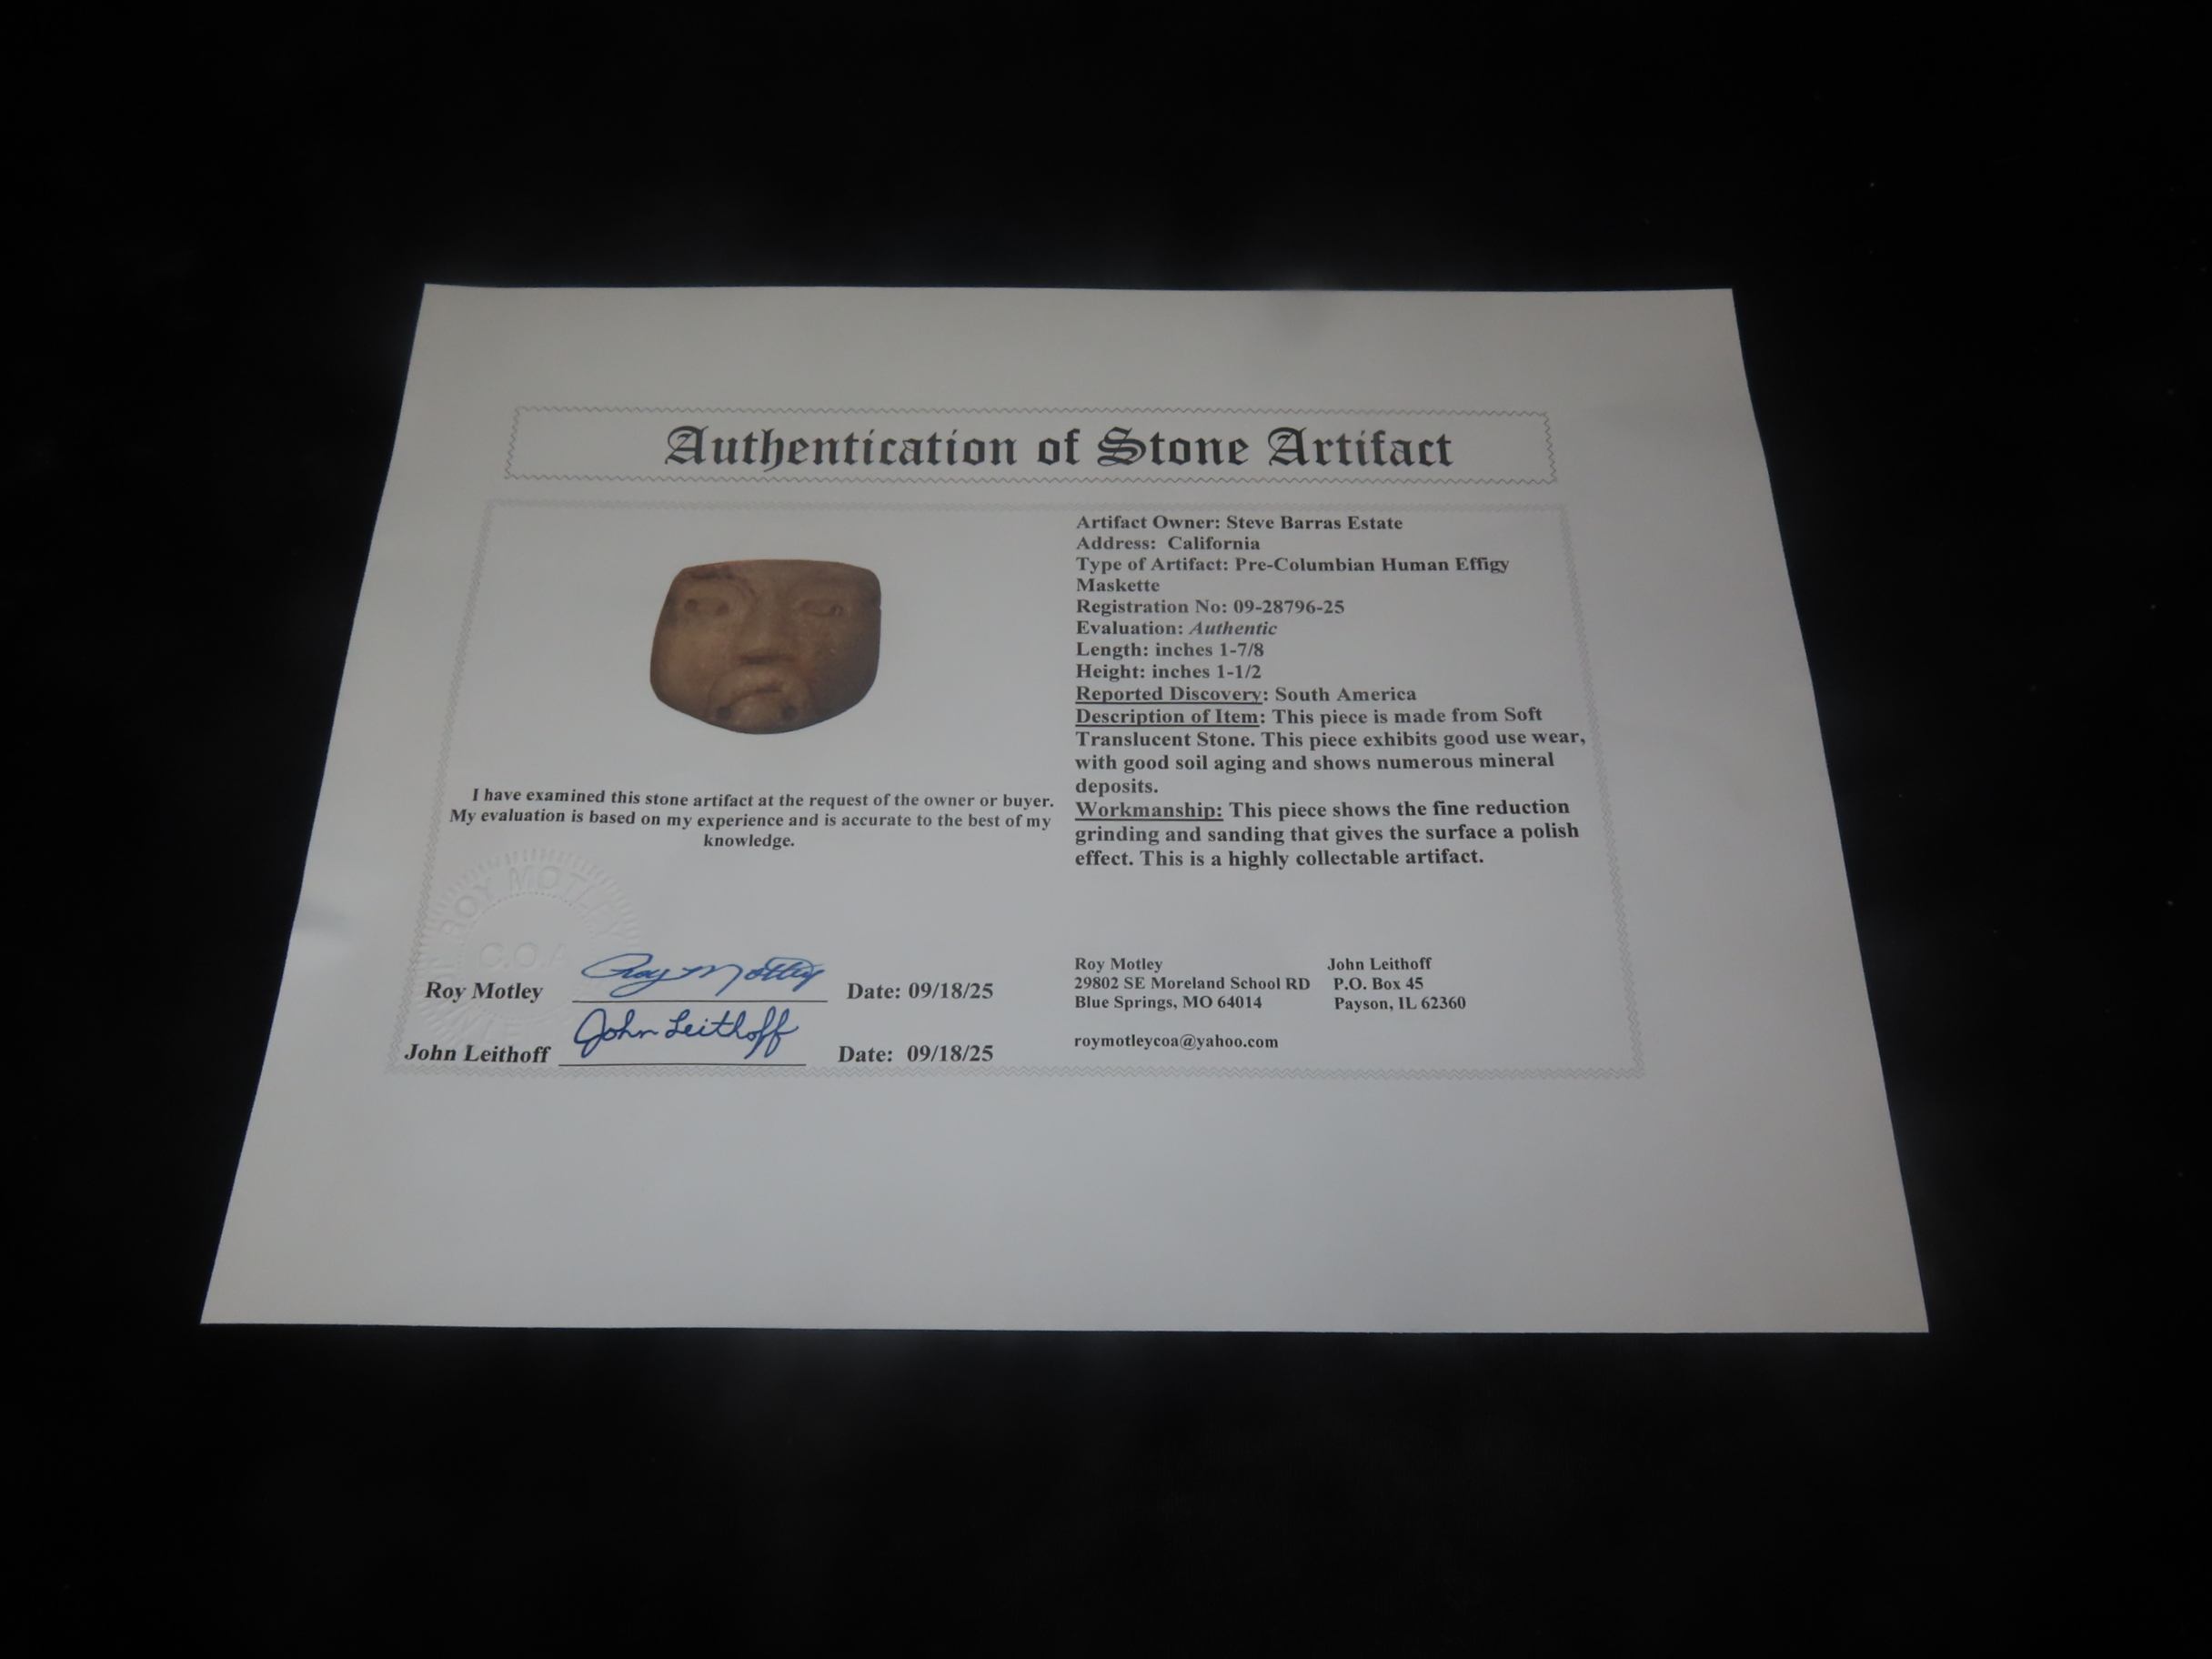 Authentication of Stone Artifact
Artifact Owner: Steve Barras Estate
Address: California
Type of Artifact: Pre-Columbian Human Effigy
Maskette
Registration No: 09-28796-25
Evaluation: Authentic
Length: inches 1-7/8
Height: inches 1-1/2
Reported Discovery: South America
Description of Item: This piece is made from Soft
Translucent Stone. This piece exhibits good use wear,
with good soil aging and shows numerous mineral
deposits.
Workmanship: This piece shows the fine reduction
grinding and sanding that gives the surface a polish
effect. This is a highly collectable artifact.
I have examined this stone artifact at the request of the owner or buyer.
My evaluation is based on my experience and is accurate to the best of my
knowledge.
ROY MOTLEY
C.O.A
Roy Motley Roy Motley Date: 09/18/25
John Leithoff John Leithoff Date: 09/18/25
Roy Motley John Leithoff
29802 SE Moreland School RD P.O. Box 45
Blue Springs, MO 64014 Payson, IL 62360
roymotleycoa@yahoo.com